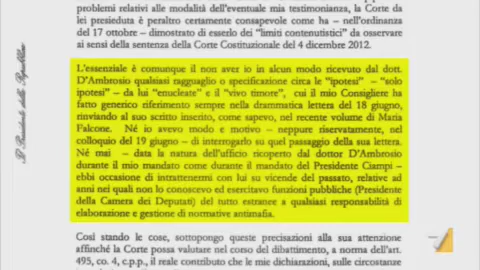 problemi relativi alle modalità dell'eventuale mia testimonianza, la Corte da
lei presieduta è peraltro certamente consapevole come ha – nell'ordinanza
del 17 ottobre – dimostrato di esserlo dei "limiti contenutistici" da osservare
ai sensi della sentenza della Corte Costituzionale del 4 dicembre 2012.
L'essenziale è comunque il non aver io in alcun modo ricevuto dal dott.
D'Ambrosio qualsiasi ragguaglio o specificazione circa le "ipotesi" – "solo
ipotesi" – da lui "enucleate" e il "vivo timore", cui il mio Consigliere ha
fatto generico riferimento sempre nella drammatica lettera del 18 giugno,
rinviando al suo scritto inserito, come sapevo, nel recente volume di Maria
Falcone. Né io avevo modo e motivo – neppure riservatamente, nel
colloquio del 19 giugno – di interrogarlo su quel passaggio della sua lettera.
Né mai – data la natura dell'ufficio ricoperto dal dottor D'Ambrosio
durante il mio mandato come durante il mandato del Presidente Ciampi –
ebbi occasione di intrattenermi con lui su vicende del passato, relative ad
anni nei quali non lo conoscevo ed esercitavo funzioni pubbliche (Presidente
della Camera dei Deputati) del tutto estranee a qualsiasi responsabilità di
elaborazione e gestione di normative antimafia.
Così stando le cose, sottopongo queste precisazioni alla sua attenzione
affinché la Corte possa valutare nel corso del dibattimento, a norma dell'art.
495, co. 4, c.p.p., il reale contributo che le mie dichiarazioni, sulle circostanze
Il Presidente della Repubblica